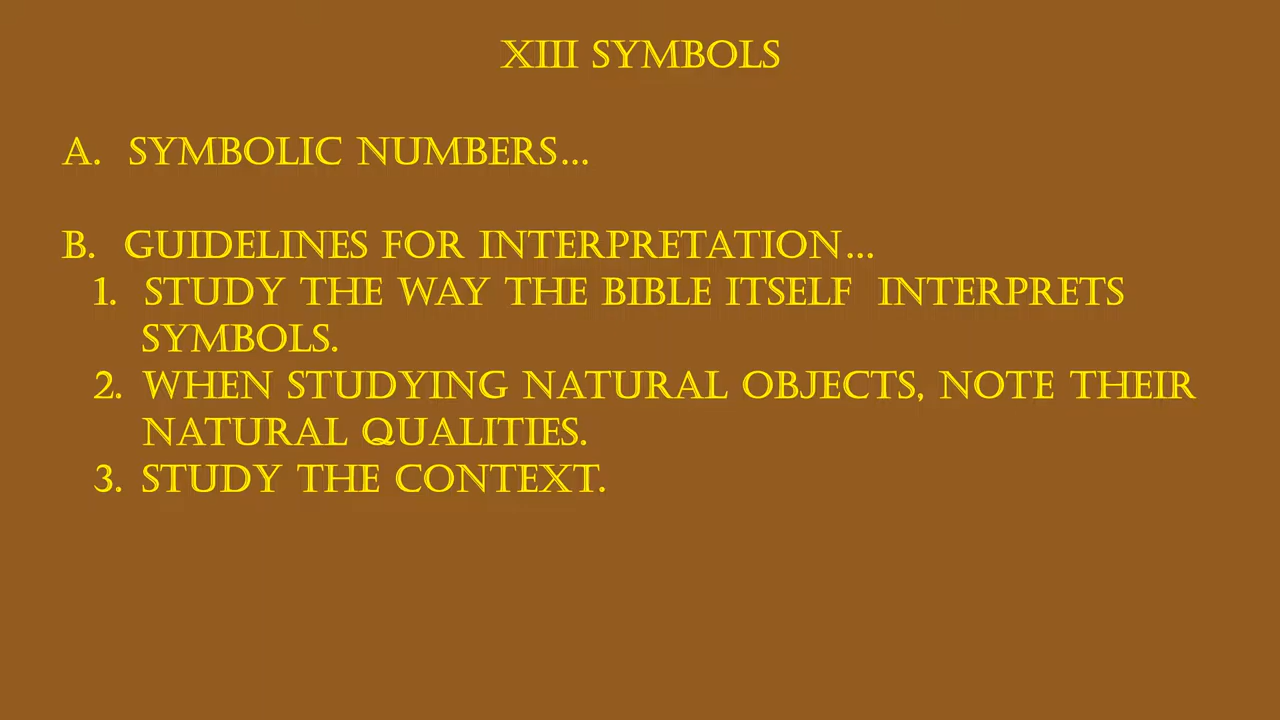 XIII SYMBOLS
A. SYMBOLIC NUMBERS...
B. GUIDELINES FOR INTERPRETATION...
1. STUDY THE WAY THE BIBLE ITSELF INTERPRETS
SYMBOLS.
2. WHEN STUDYING NATURAL OBJECTS, NOTE THEIR
NATURAL QUALITIES.
3. STUDY THE CONTEXT.